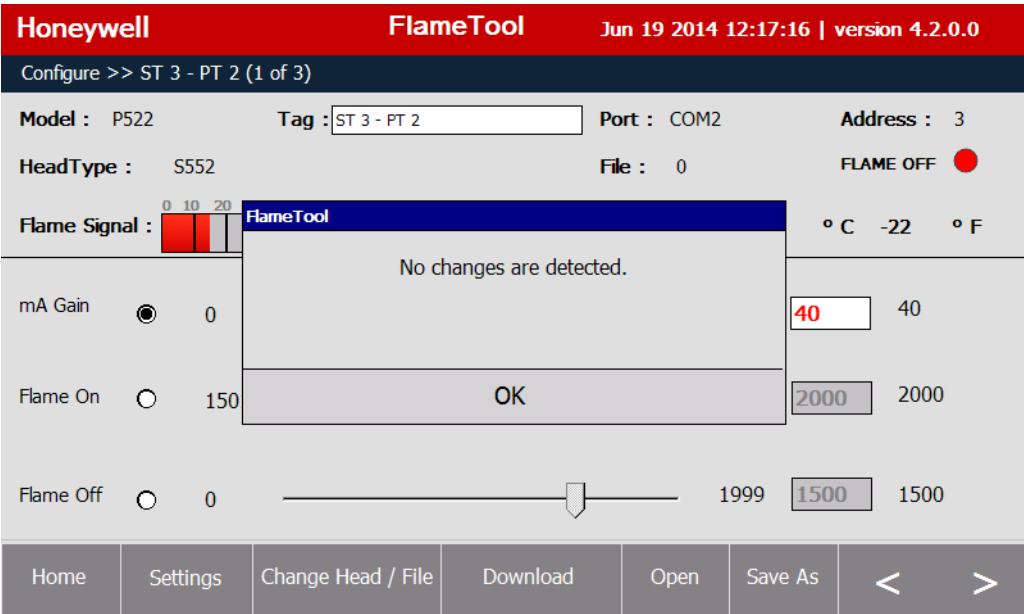 Honeywell FlameTool Jun 19 2014 12:17:16 | version 4.2.0.0
Configure >> ST 3 - PT 2 (1 of 3)
Model : P522 Tag : ST 3 - PT 2 Port : COM2 Address : 3
HeadType : S552 File : 0 FLAME OFF
0 10 20
Flame Signal : º C -22 º F
FlameTool
No changes are detected.
OK
mA Gain 0 40 40
Flame On 150 2000 2000
Flame Off 0 1999 1500 1500
Home Settings Change Head / File Download Open Save As < >